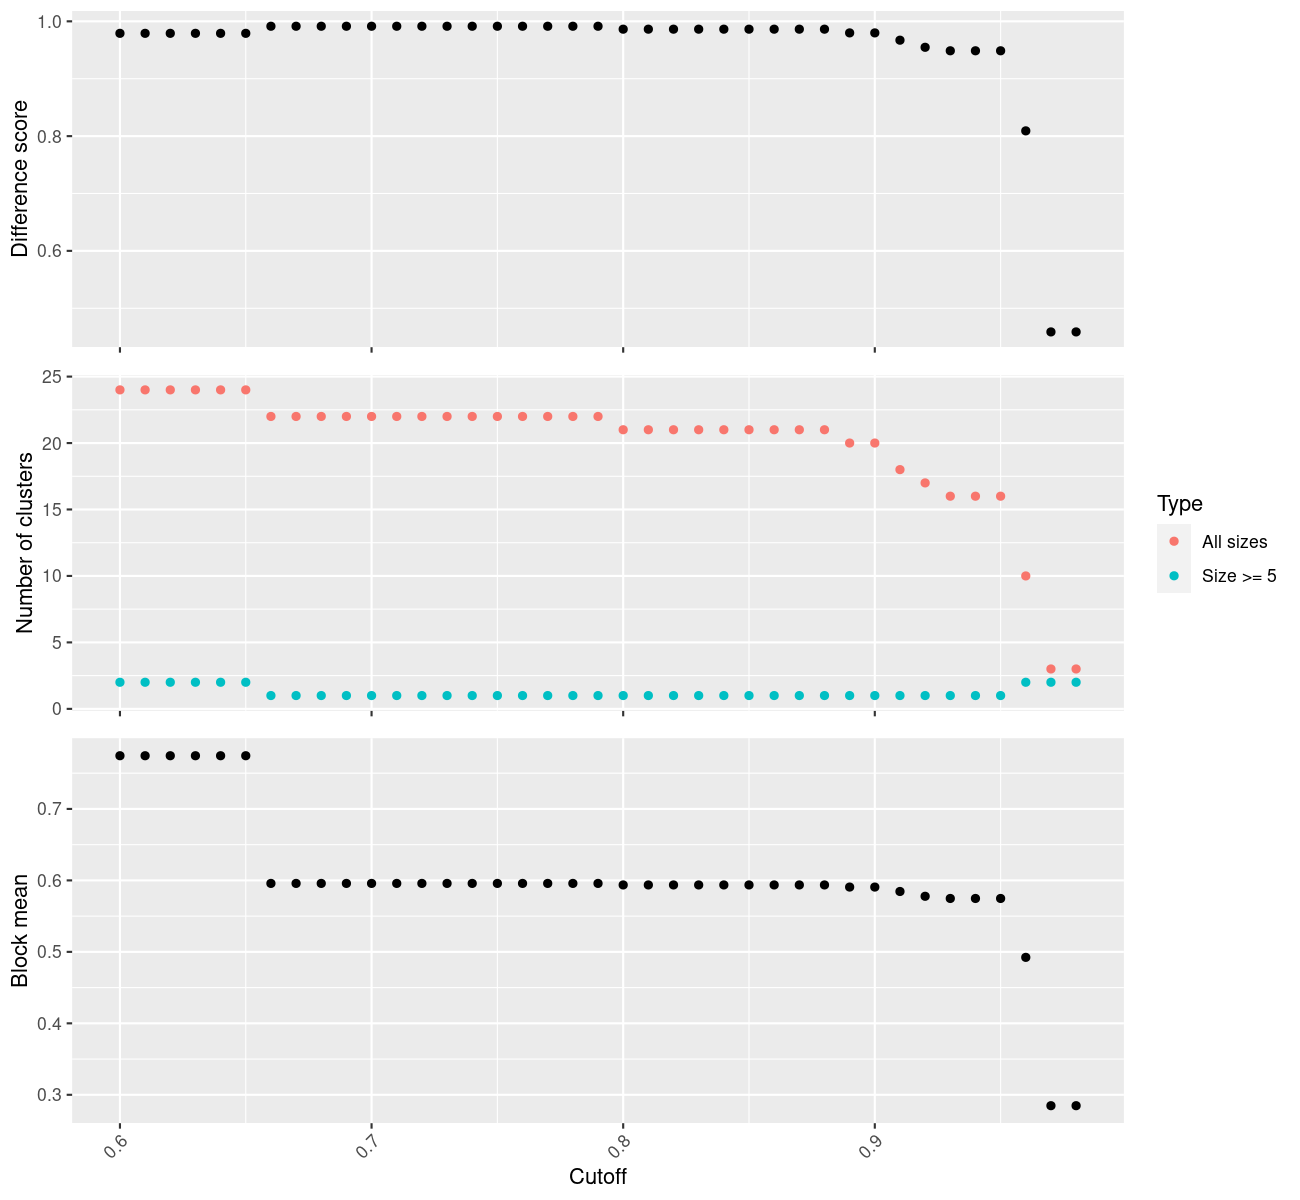 1.0
0.8
0.6
Difference score
25
20
15
10
5
0
Number of clusters
Type
All sizes
Size >= 5
0.7
0.6
0.5
0.4
0.3
Block mean
0.6
0.7
0.8
0.9
Cutoff